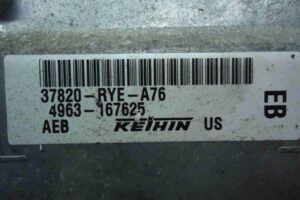 37820-RYE-A76
4963-167625
AEB KEIHIN US
EB